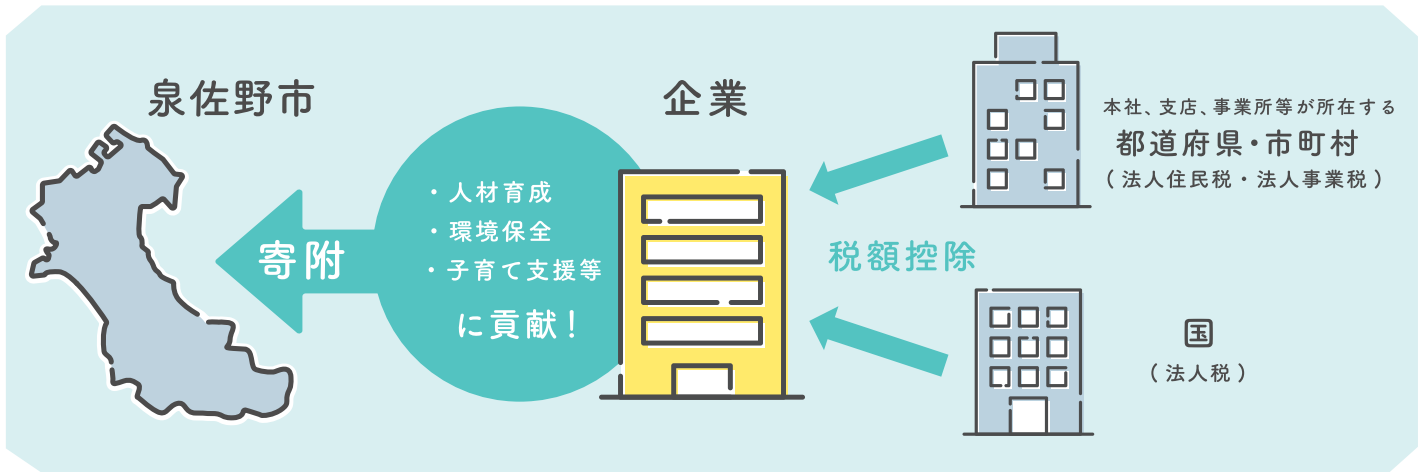 泉佐野市
寄附
・人材育成
・環境保全
・子育て支援等
に貢献！
企業
税額控除
本社、支店、事業所等が所在する
都道府県・市町村
（法人住民税・法人事業税）
国
（法人税）